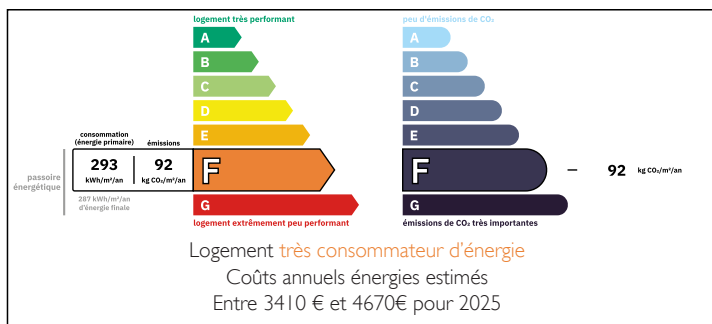 logement très performant
A
B
C
D
E
consommation
(énergie primaire)
émissions
293
kWh/m²/an
92
kg CO₂/m²/an
F
passoire
énergétique
287 kWh/m²/an
d'énergie finale
G
logement extrêmement peu performant
peu d'émissions de CO₂
A
B
C
D
E
F
92 kg CO₂/m²/an
G
émissions de CO₂ très importantes
Logement très consommateur d'énergie
Coûts annuels énergies estimés
Entre 3410 € et 4670€ pour 2025